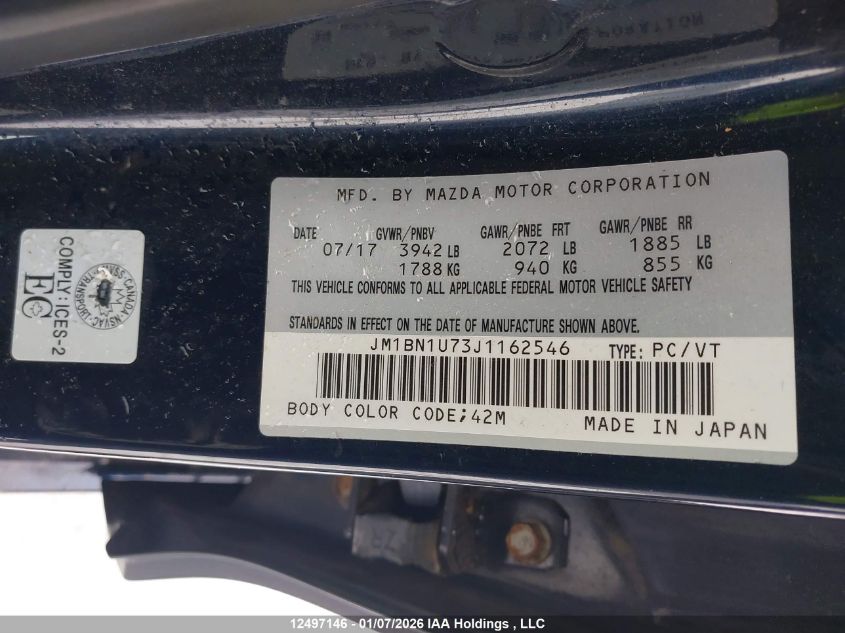 MFD. BY MAZDA MOTOR CORPORATION
DATE GVWR/PNBV GAWR/PNBE FRT GAWR/PNBE RR
07/17 3942 LB 2072 LB 1885 LB
1788 KG 940 KG 855 KG
THIS VEHICLE CONFORMS TO ALL APPLICABLE FEDERAL MOTOR VEHICLE SAFETY
STANDARDS IN EFFECT ON THE DATE OF MANUFACTURE SHOWN ABOVE.
JM1BN1U73J1162546 TYPE: PC/VT
BODY COLOR CODE;42M MADE IN JAPAN
COMPLY:ICES-2
EC
CANADA
12497146 - 01/07/2026 IAA Holdings , LLC